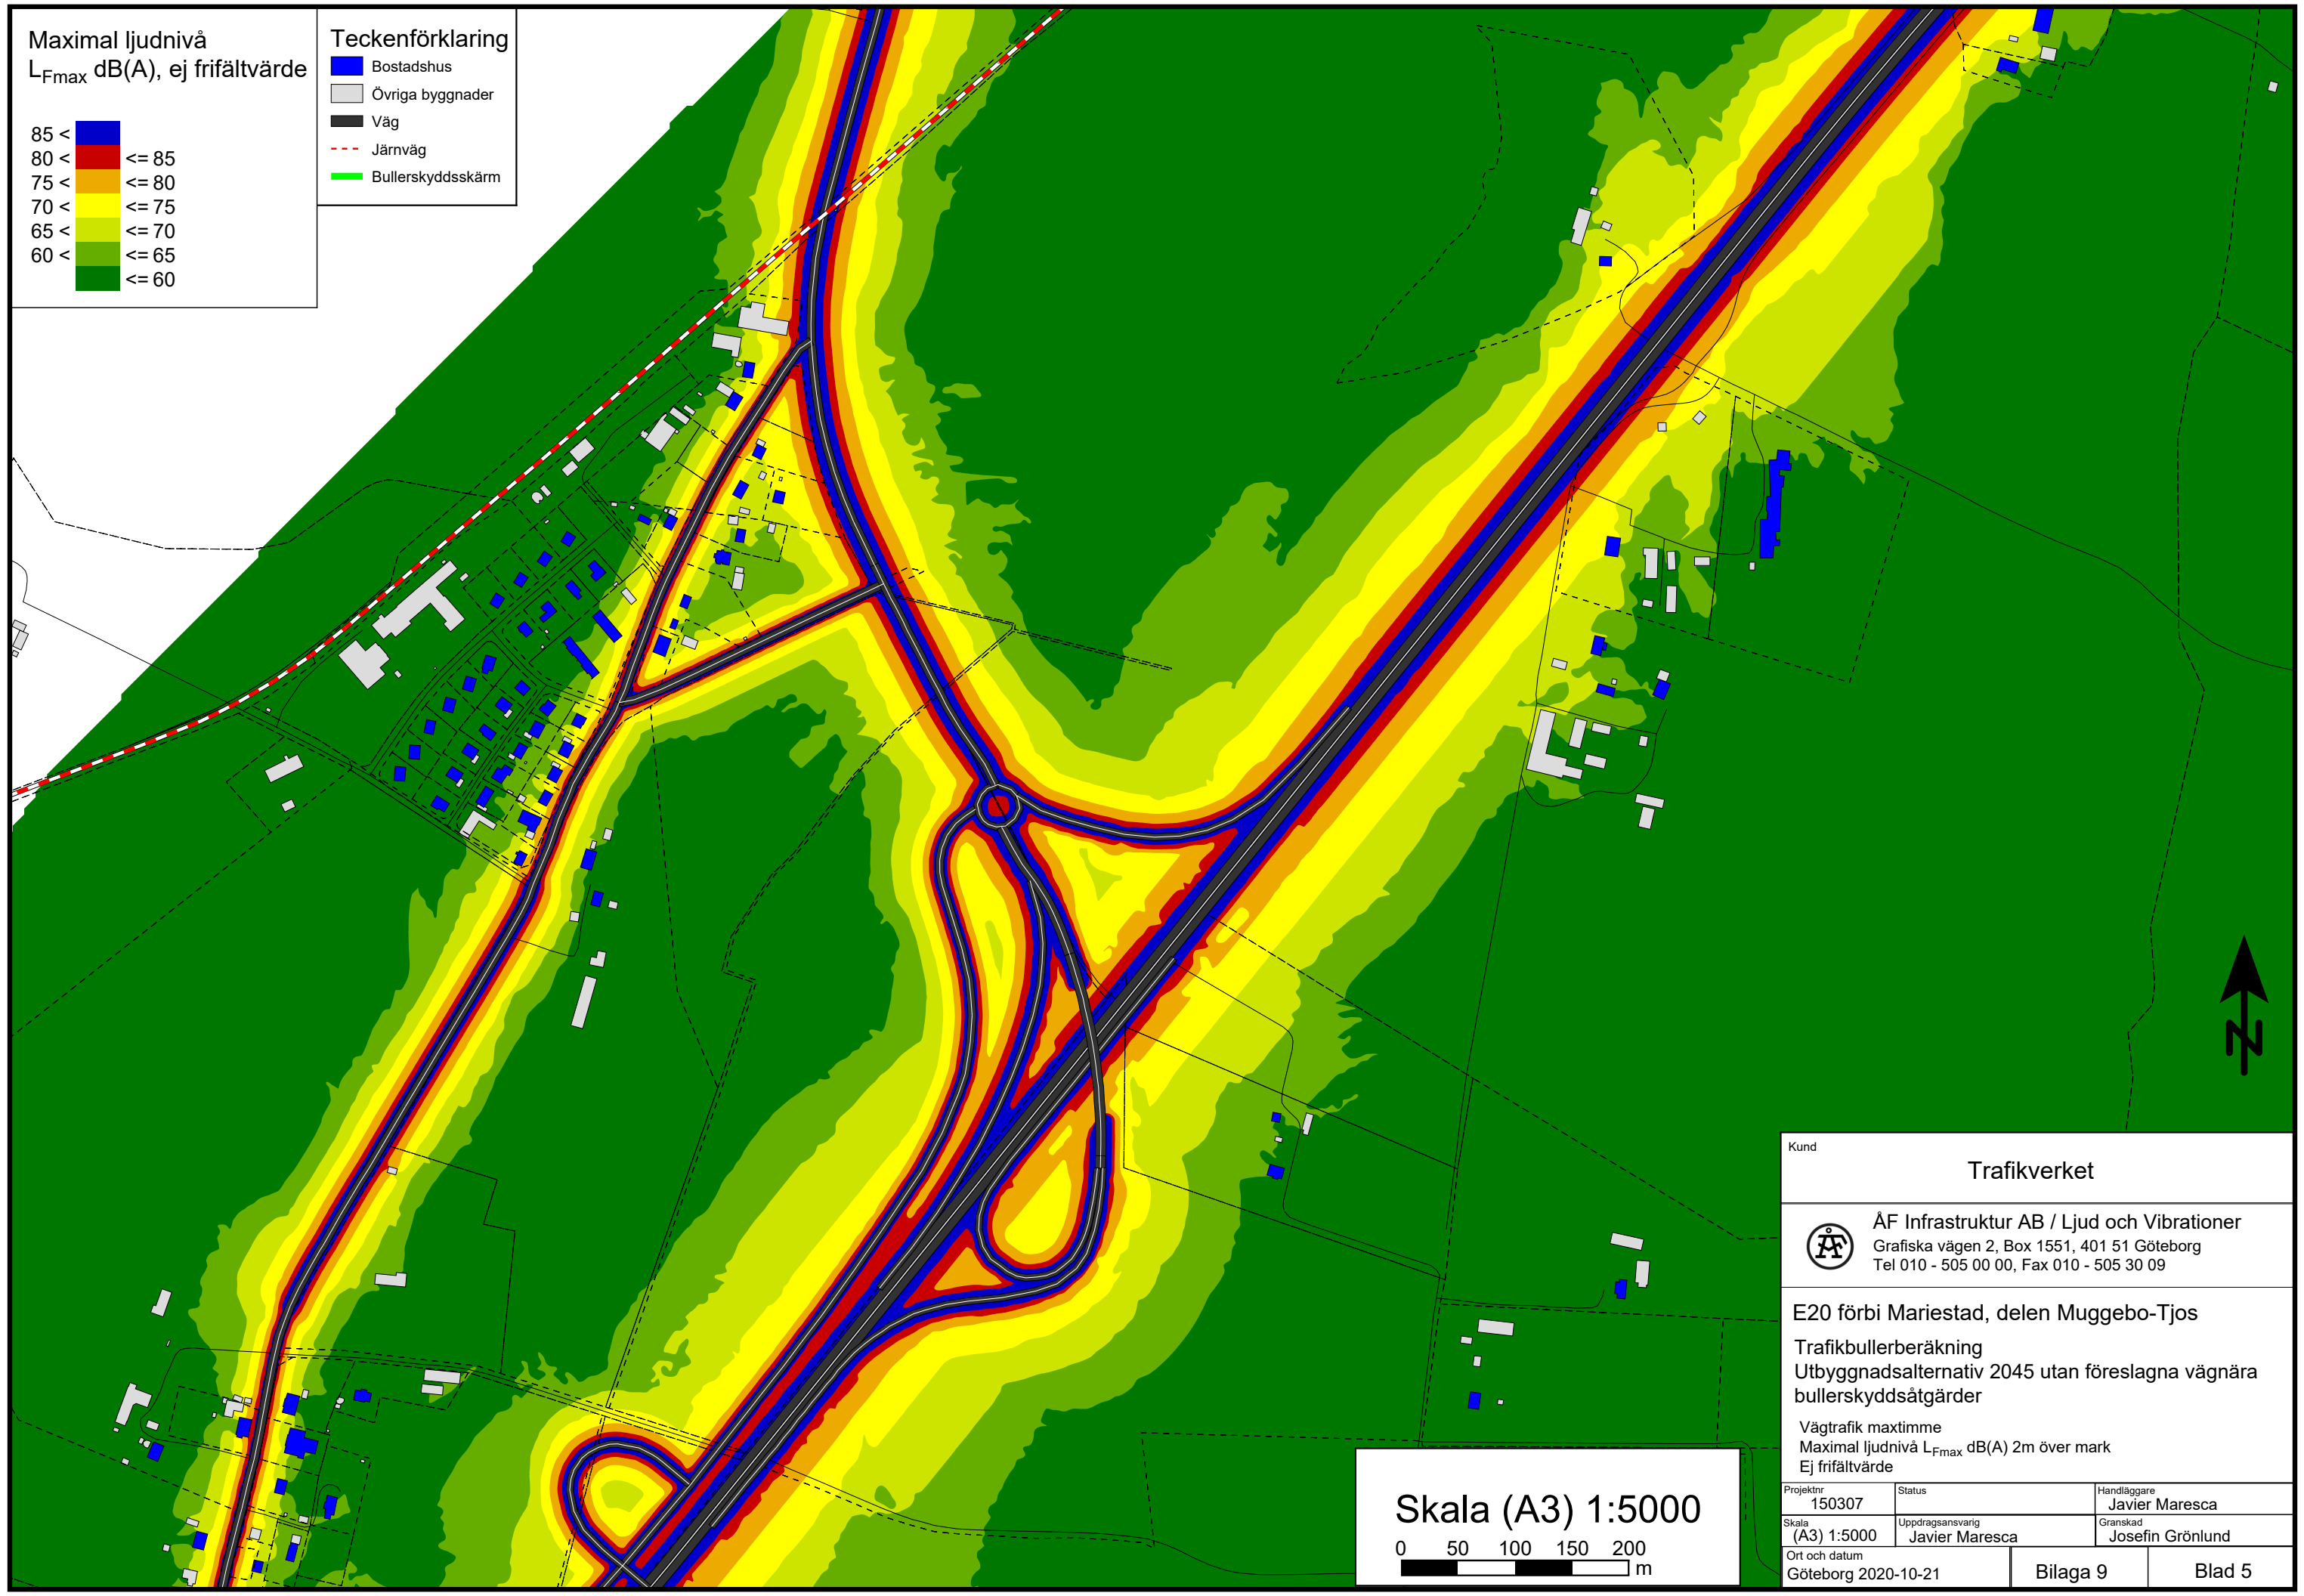 Maximal ljudnivå
LFmax dB(A), ej frifältvärde
85 <
80 < <= 85
75 < <= 80
70 < <= 75
65 < <= 70
60 < <= 65
<= 60
Teckenförklaring
Bostadshus
Övriga byggnader
Väg
Järnväg
Bullerskyddsskärm
N
Skala (A3) 1:5000
0 50 100 150 200
m
Kund
Trafikverket
ÅF
ÅF Infrastruktur AB / Ljud och Vibrationer
Grafiska vägen 2, Box 1551, 401 51 Göteborg
Tel 010 - 505 00 00, Fax 010 - 505 30 09
E20 förbi Mariestad, delen Muggebo-Tjos
Trafikbullerberäkning
Utbyggnadsalternativ 2045 utan föreslagna vägnära
bullerskyddsåtgärder
Vägtrafik maxtimme
Maximal ljudnivå LFmax dB(A) 2m över mark
Ej frifältvärde
Projektnr
150307
Status
Handläggare
Javier Maresca
Skala
(A3) 1:5000
Uppdragsansvarig
Javier Maresca
Granskad
Josefin Grönlund
Ort och datum
Göteborg 2020-10-21
Bilaga 9
Blad 5